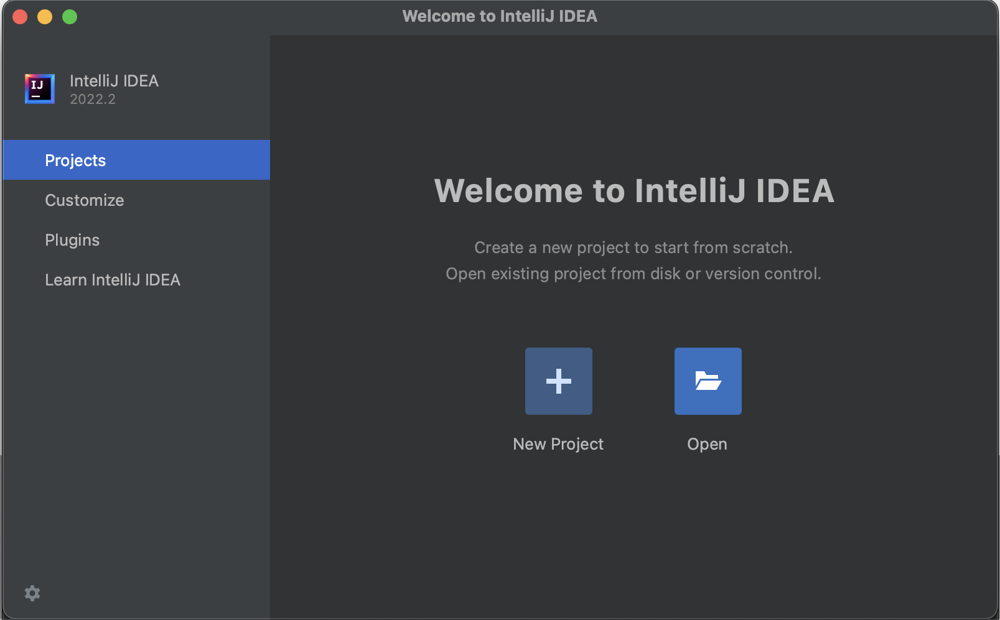 Welcome to IntelliJ IDEA
IJ
IntelliJ IDEA
2022.2
Projects
Customize
Plugins
Learn IntelliJ IDEA
Welcome to IntelliJ IDEA
Create a new project to start from scratch.
Open existing project from disk or version control.
New Project
Open